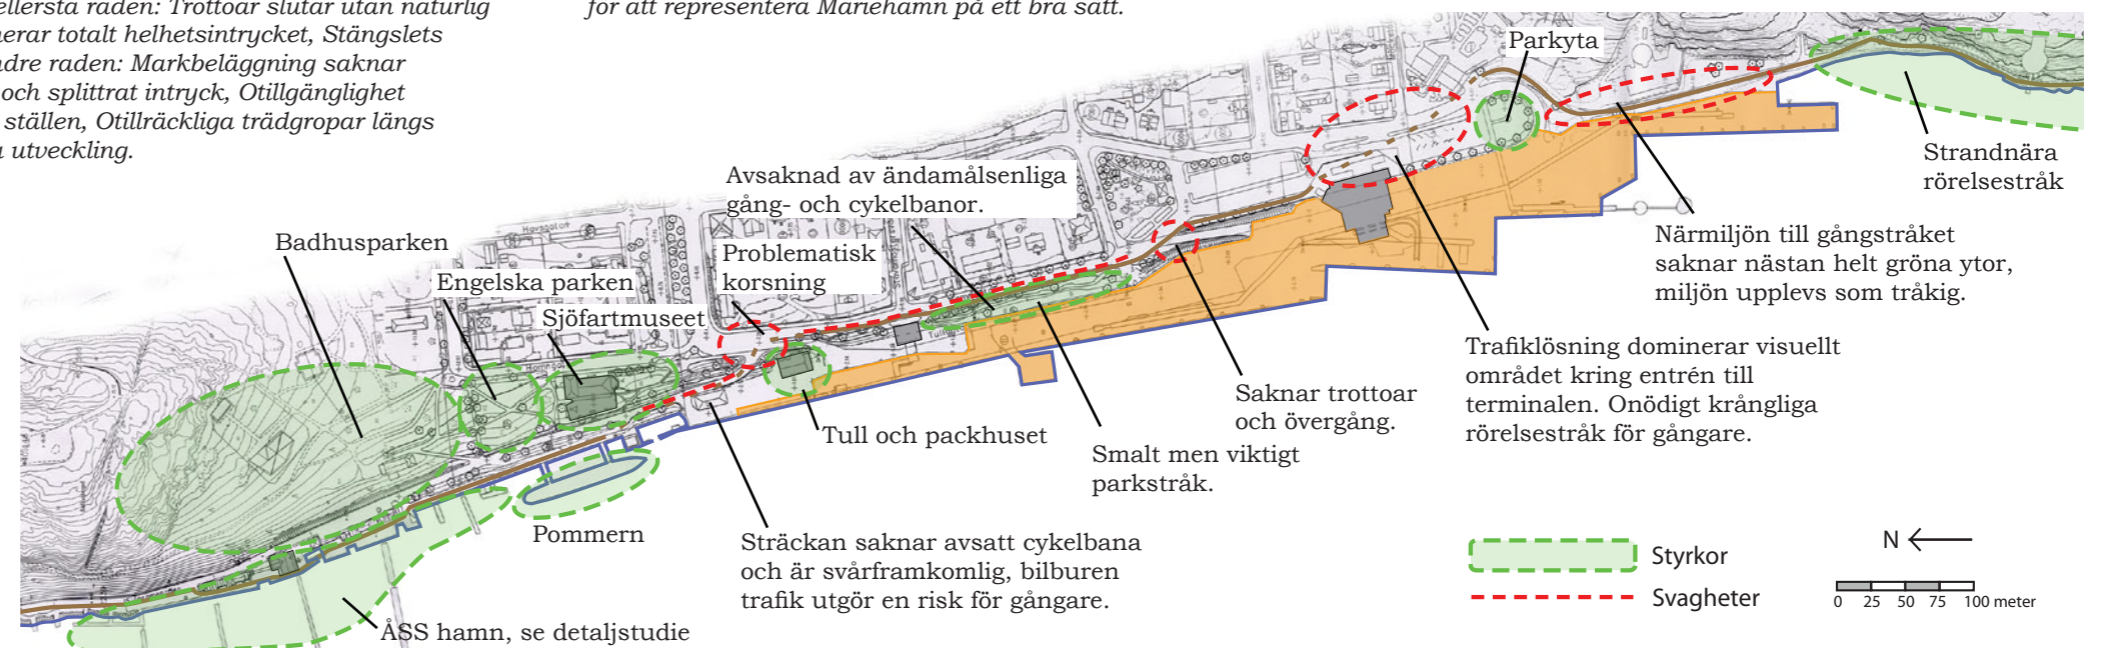 ellersta raden: Trottoar slutar utan naturlig
nerar totalt helhetsintrycket, Stängslets
ndre raden: Markbeläggning saknar
och splittrat intryck, Otillgänglighet
ställen, Otillräckliga trädgropar längs
utveckling.
för att representera Mariehamn på ett bra sätt.
Parkyta
Strandnära
rörelsestråk
Avsaknad av ändamålsenliga
gång- och cykelbanor.
Badhusparken
Problematisk
korsning
Engelska parken
Sjöfartmuseet
Närmiljön till gångstråket
saknar nästan helt gröna ytor,
miljön upplevs som tråkig.
Trafiklösning dominerar visuellt
området kring entrén till
terminalen. Onödigt krångliga
rörelsestråk för gångare.
Saknar trottoar
och övergång.
Tull och packhuset
Smalt men viktigt
parkstråk.
Pommern
Sträckan saknar avsatt cykelbana
och är svårframkomlig, bilburen
trafik utgör en risk för gångare.
ÅSS hamn, se detaljstudie
Styrkor
Svagheter
N
0 25 50 75 100 meter